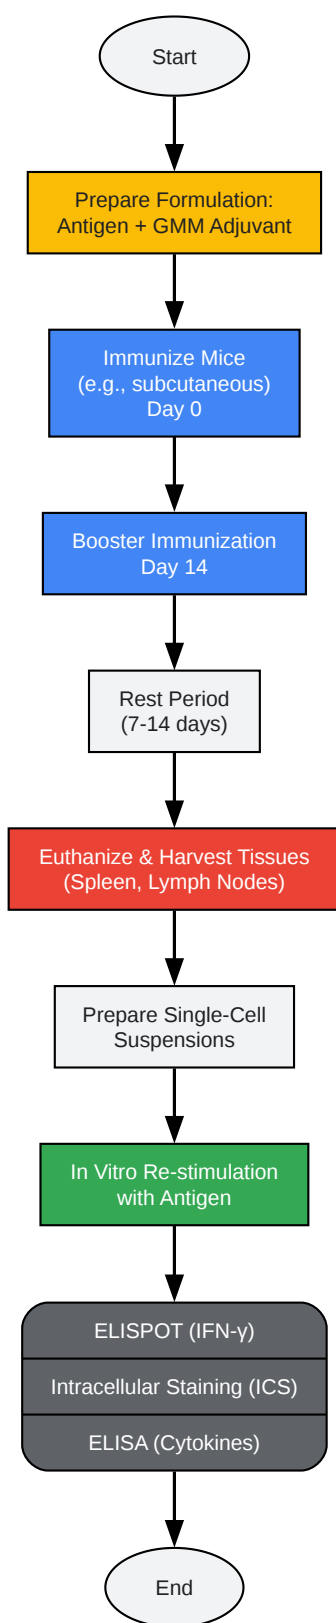 Start
Prepare Formulation:
Antigen + GMM Adjuvant
Immunize Mice
(e.g., subcutaneous)
Day 0
Booster Immunization
Day 14
Rest Period
(7-14 days)
Euthanize & Harvest Tissues
(Spleen, Lymph Nodes)
Prepare Single-Cell
Suspensions
In Vitro Re-stimulation
with Antigen
ELISPOT (IFN-γ)
Intracellular Staining (ICS)
ELISA (Cytokines)
End